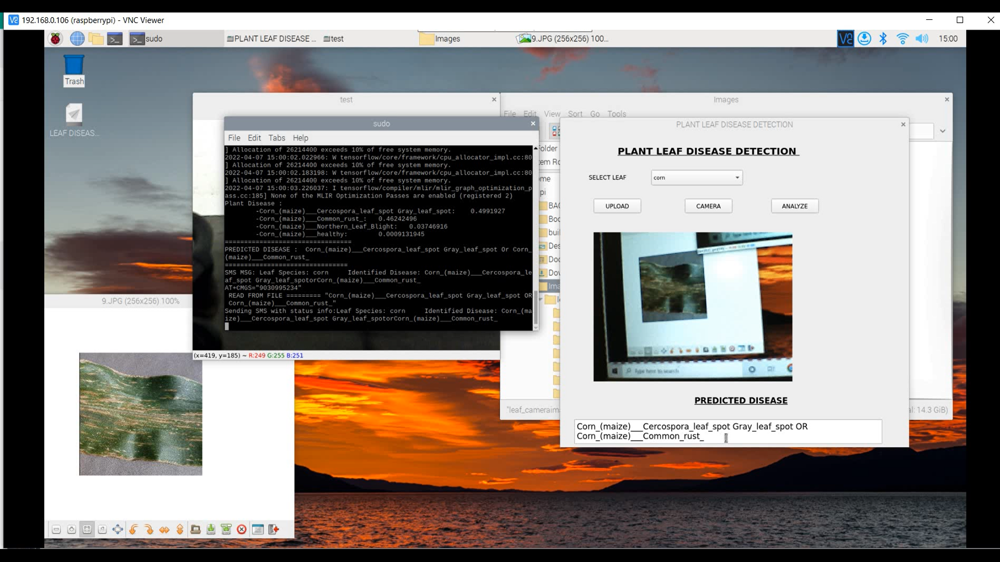 192.168.0.106 (raspberrypi) - VNC Viewer
sudo
PLANT LEAF DISEASE ...
test
Images
9.JPG (256x256) 100...
15:00
Trash
LEAF DISEAS...
test
Images
File Edit View Sort Go Tools
sudo
File Edit Tabs Help
] Allocation of 26214400 exceeds 10% of free system memory.
2022-04-07 15:00:02.022966: W tensorflow/core/framework/cpu_allocator_impl.cc:80
] Allocation of 26214400 exceeds 10% of free system memory.
2022-04-07 15:00:02.183198: W tensorflow/core/framework/cpu_allocator_impl.cc:80
] Allocation of 26214400 exceeds 10% of free system memory.
2022-04-07 15:00:03.226037: I tensorflow/compiler/mlir/mlir_graph_optimization_p
ass.cc:185] None of the MLIR Optimization Passes are enabled (registered 2)
Plant Disease :
-Corn_(maize)___Cercospora_leaf_spot Gray_leaf_spot: 0.4991927
-Corn_(maize)___Common_rust_: 0.46242496
-Corn_(maize)___Northern_Leaf_Blight: 0.03746916
-Corn_(maize)___healthy: 0.0009131945
=================================
PREDICTED DISEASE : Corn_(maize)___Cercospora_leaf_spot Gray_leaf_spot Or Corn_
(maize)___Common_rust_
================================
SMS MSG: Leaf Species: corn Identified Disease: Corn_(maize)___Cercospora_le
af_spot Gray_leaf_spotorCorn_(maize)___Common_rust_
AT+CMGS="9030995234"
READ FROM FILE ========= "Corn_(maize)___Cercospora_leaf_spot Gray_leaf_spot OR
Corn_(maize)___Common_rust_"
Sending SMS with status info:Leaf Species: corn Identified Disease: Corn_(ma
ize)___Cercospora_leaf_spot Gray_leaf_spotorCorn_(maize)___Common_rust_
(x=419, y=185) ~ R:249 G:255 B:251
9.JPG (256x256) 100%
older
tem Ro
me
pi
BAC
Boo
buil
Des
Doc
Dov
Ima
"leaf_cameraima
al: 14.3 GiB)
PLANT LEAF DISEASE DETECTION
PLANT LEAF DISEASE DETECTION
SELECT LEAF
corn
UPLOAD
CAMERA
ANALYZE
Type here to search
PREDICTED DISEASE
Corn_(maize)___Cercospora_leaf_spot Gray_leaf_spot OR
Corn_(maize)___Common_rust_